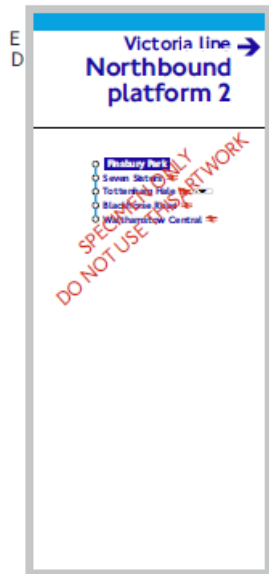 E
D
Victoria line
Northbound
platform 2
Finsbury Park
Seven Sisters
Tottenham Hale
Blackhorse Road
Walthamstow Central
SPECIMEN ONLY
DO NOT USE THIS ARTWORK